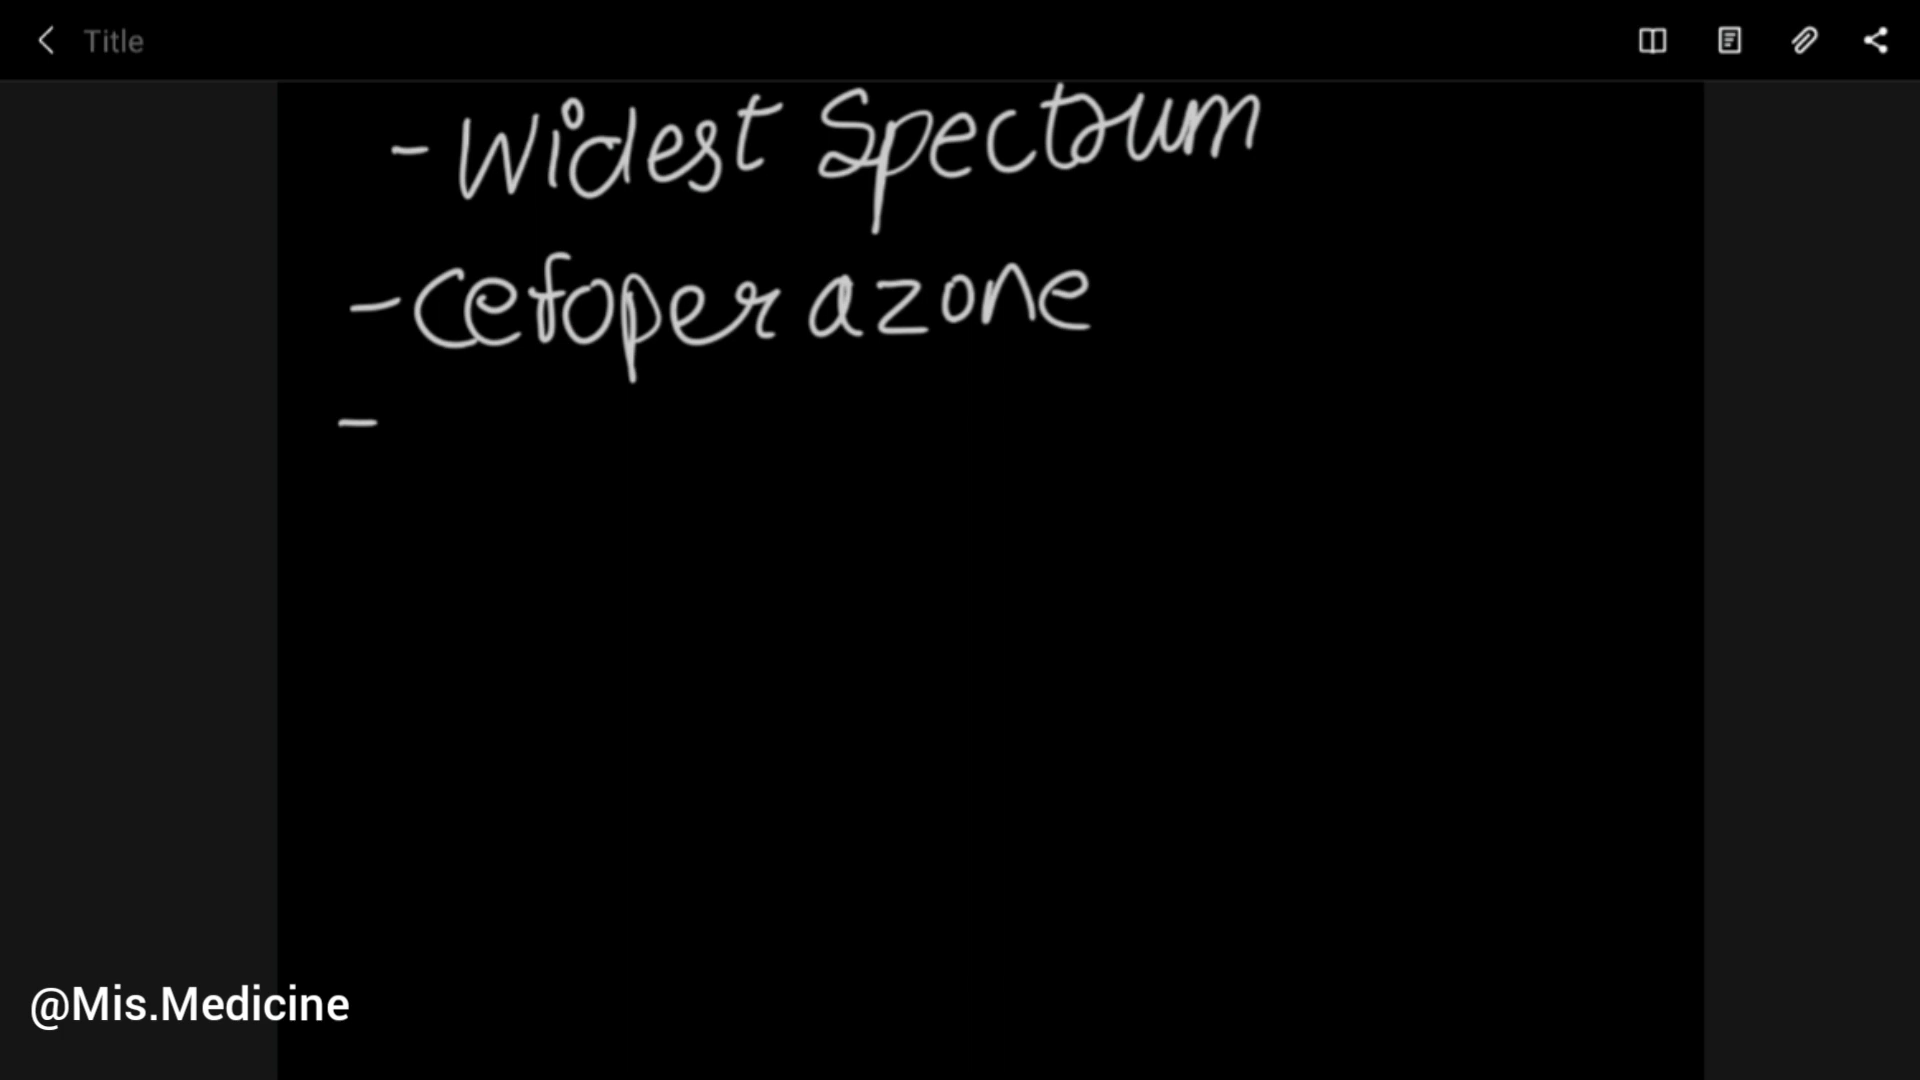 Title
- Widest Spectrum
- Cefoperazone
-
@Mis.Medicine